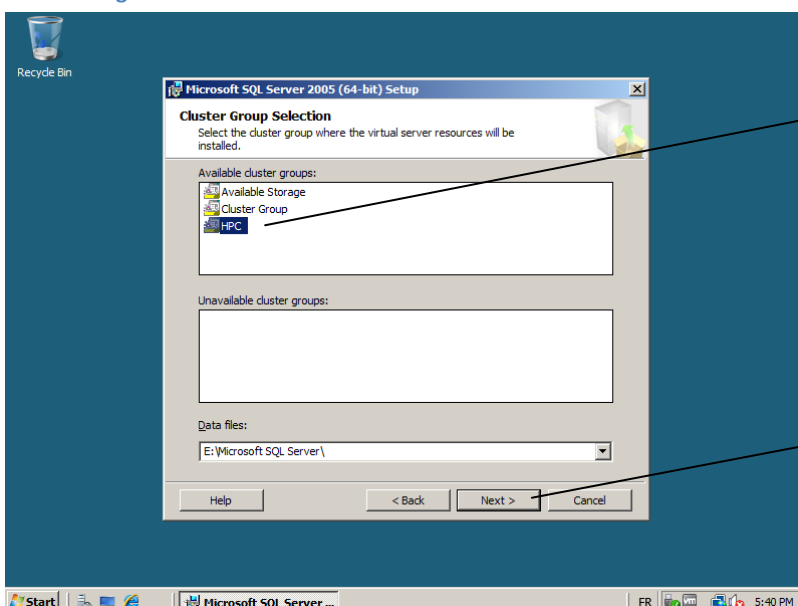 Recycle Bin
Microsoft SQL Server 2005 (64-bit) Setup
Cluster Group Selection
Select the cluster group where the virtual server resources will be
installed.
Available cluster groups:
Available Storage
Cluster Group
HPC
Unavailable cluster groups:
Data files:
E:\Microsoft SQL Server\
Help
< Back
Next >
Cancel
Start
Microsoft SQL Server ...
FR
5:40 PM